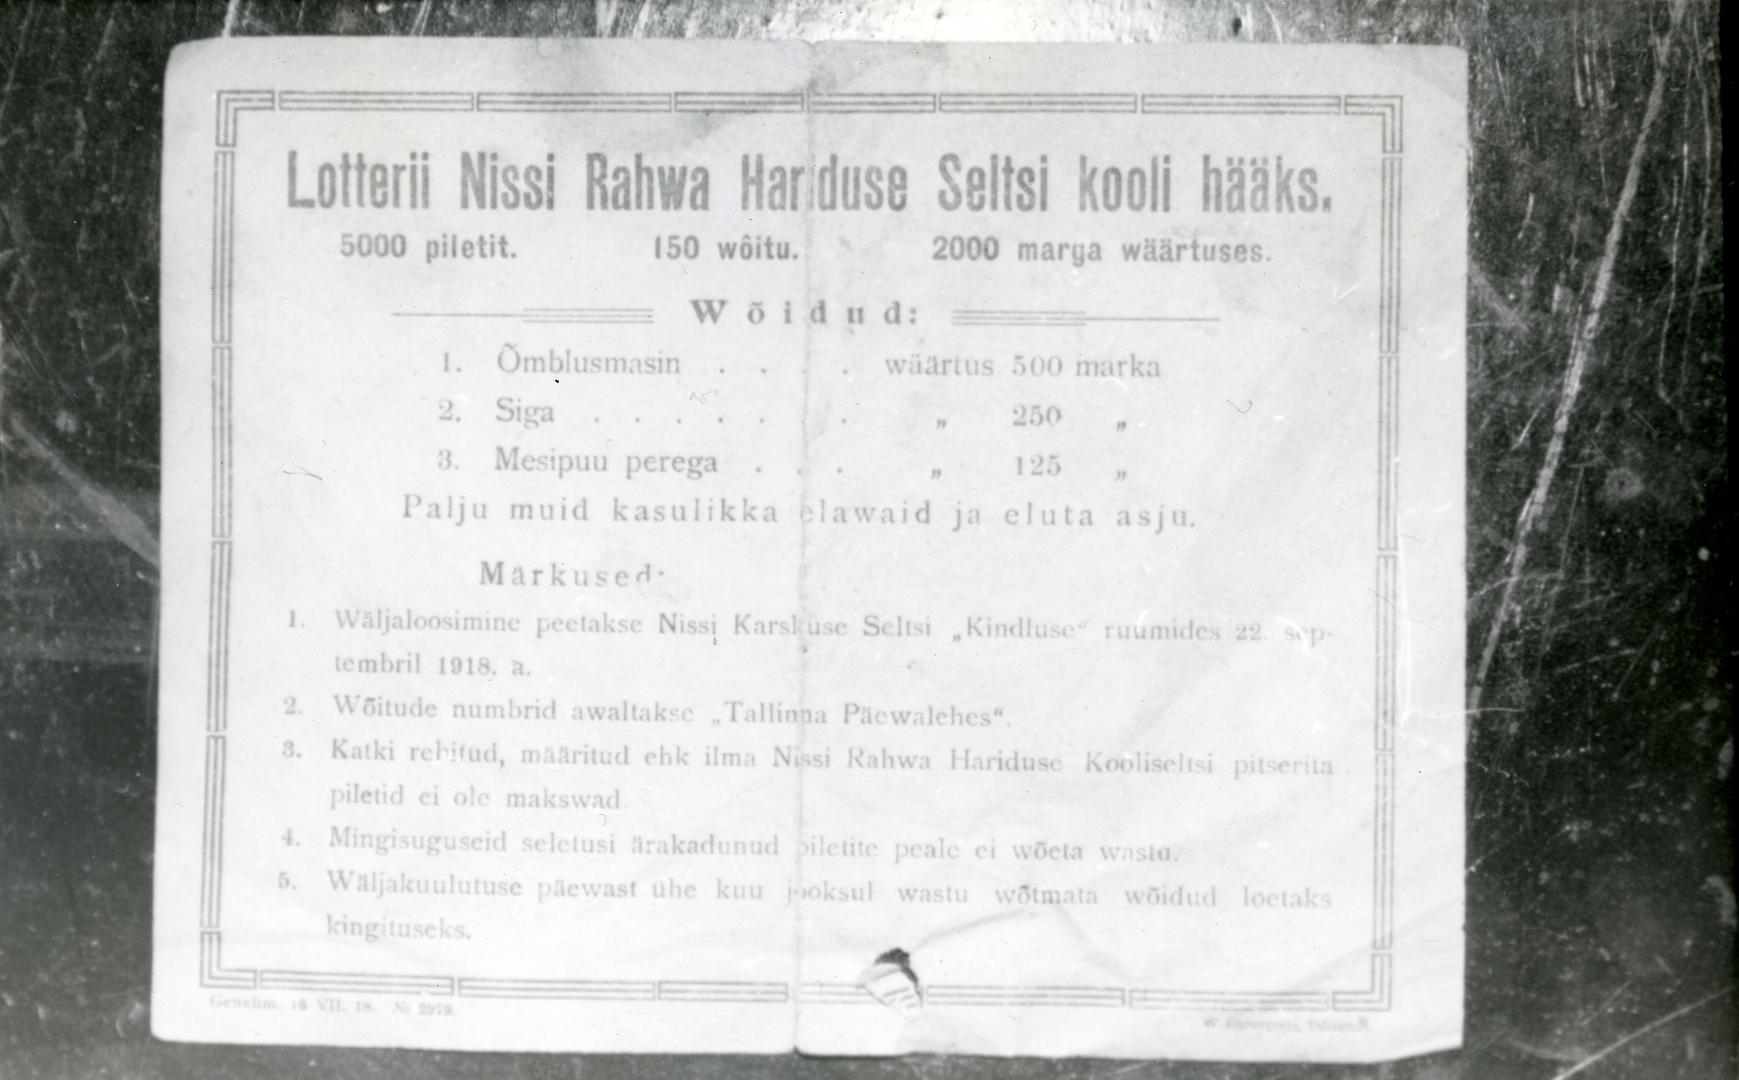 Lotterii Nissi Rahwa Hariduse Seltsi kooli hääks.
5000 piletit. 150 wôitu. 2000 marga wäärtuses.
Wõidud:
1. Õmblusmasin . . . . wäärtus 500 marka
2. Siga . . . . . . „ 250 „
3. Mesipuu perega . . . „ 125 „
Palju muid kasulikka elawaid ja eluta asju.
Märkused:
1. Wäljaloosimine peetakse Nissi Karskuse Seltsi „Kindluse“ ruumides 22. sep-
tembril 1918. a.
2. Wõitude numbrid awaltakse „Tallinna Päewalehes“.
3. Katki rebitud, määritud ehk ilma Nissi Rahwa Hariduse Kooliseltsi pitserita
piletid ei ole makswad.
4. Mingisuguseid seletusi ärakadunud piletite peale ei wõeta wastu.
5. Wäljakuulutuse päewast ühe kuu jooksul wastu wõtmata wõidud loetaks
kingituseks.
Genehm. 16 VII. 18. № 2979.
W. Ehrenpreis, Tallinnas.